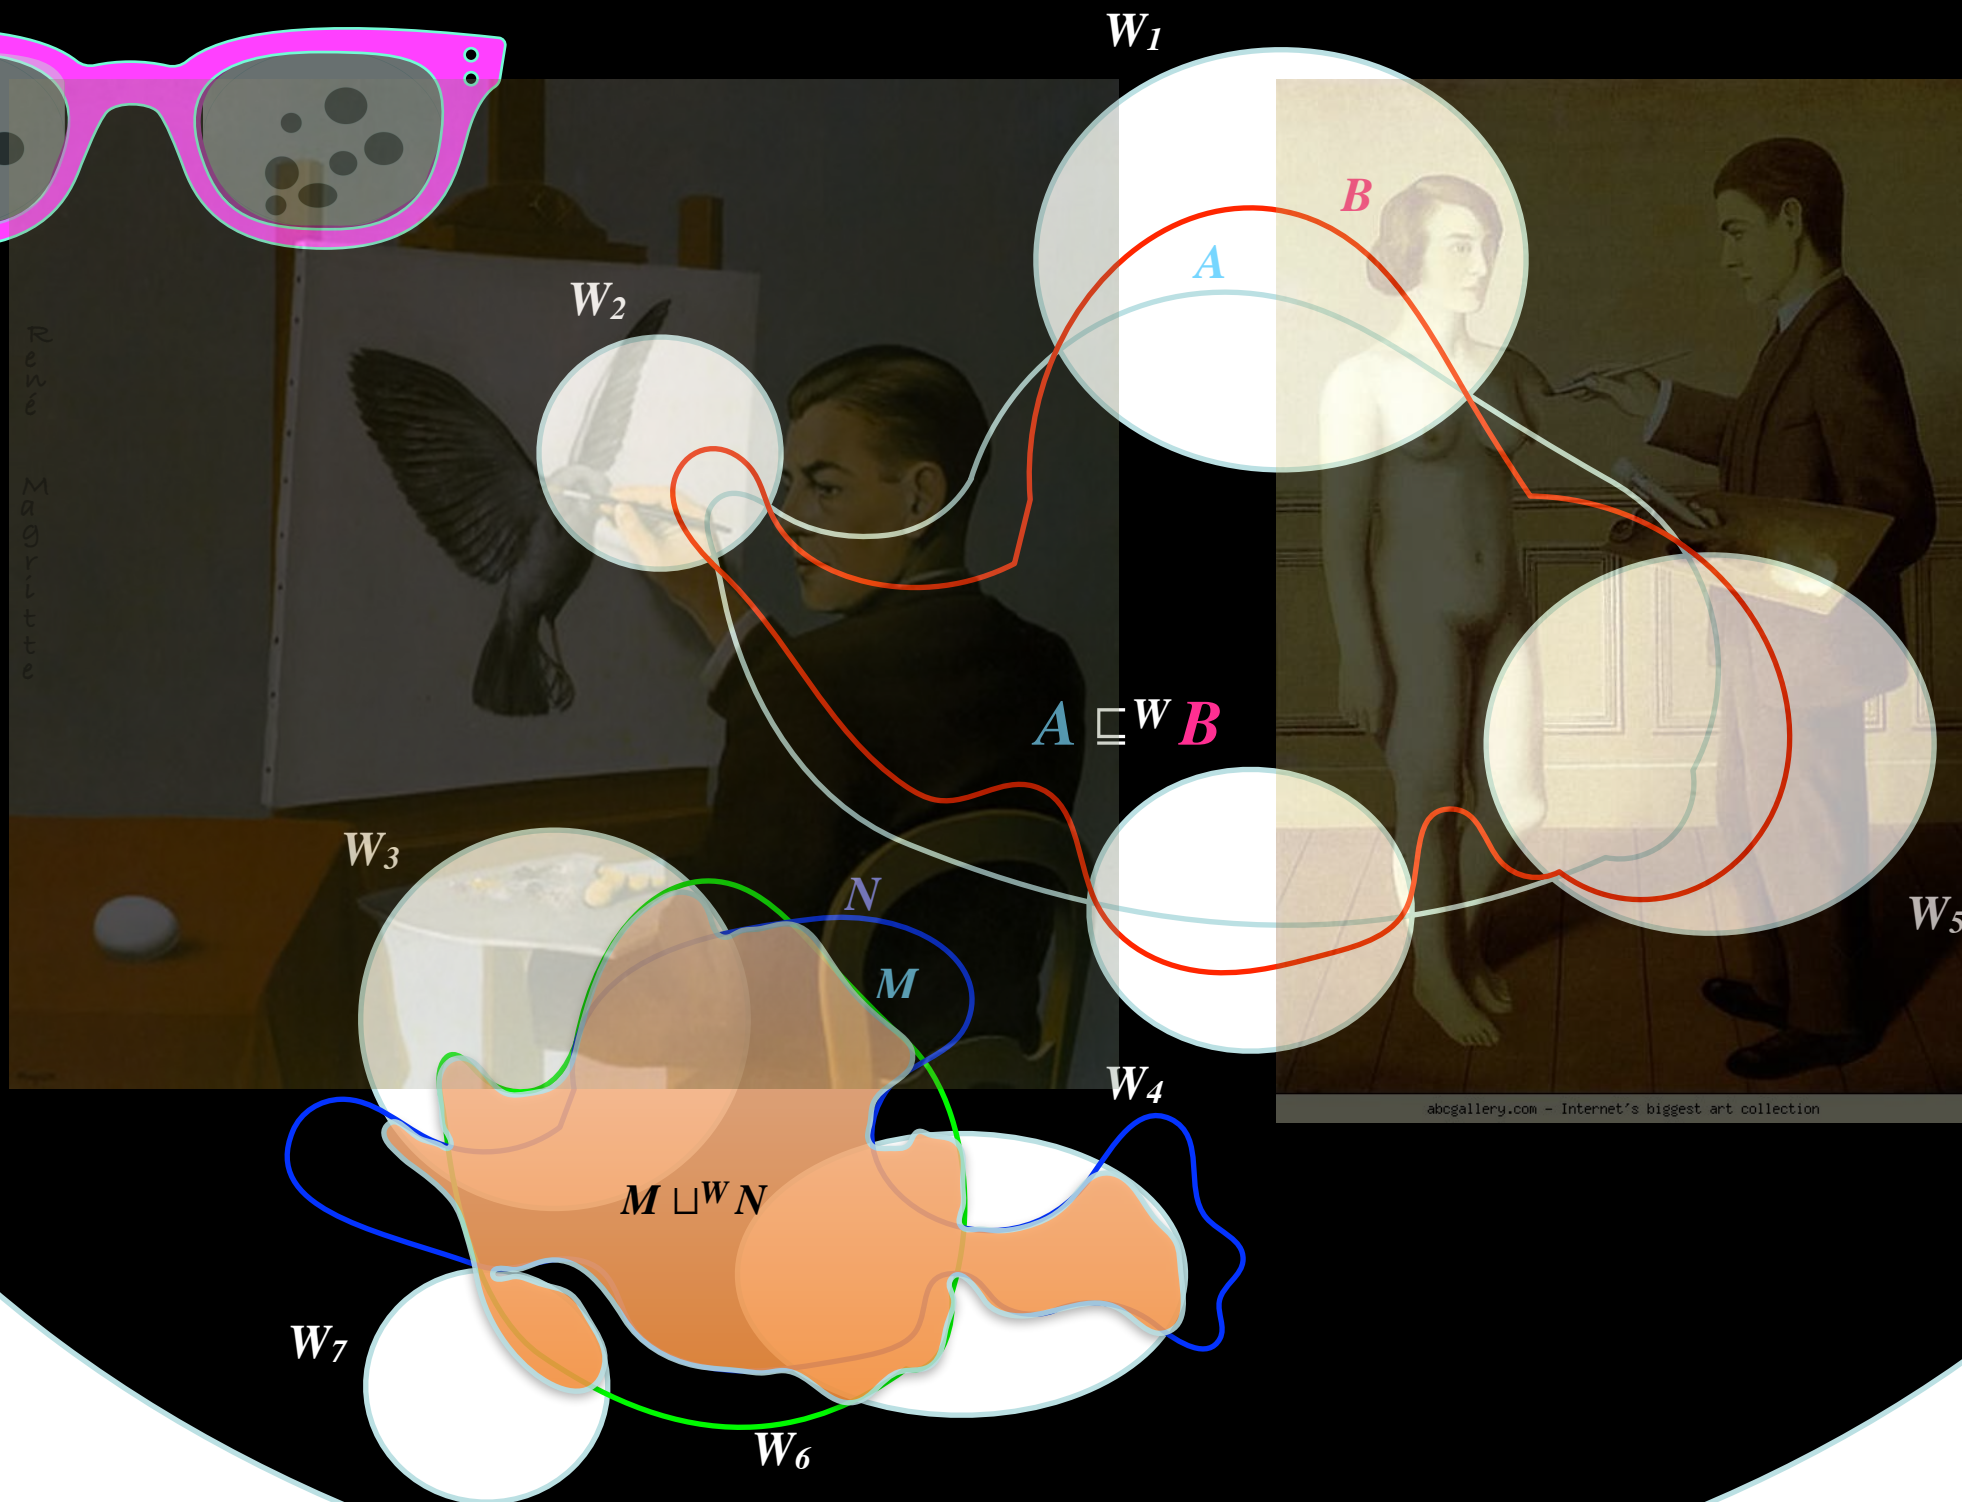 W1
B
A
W2
René Magritte
A ⊑W B
W3
N
M
W5
W4
abcgallery.com - Internet's biggest art collection
M ⊔W N
W7
W6